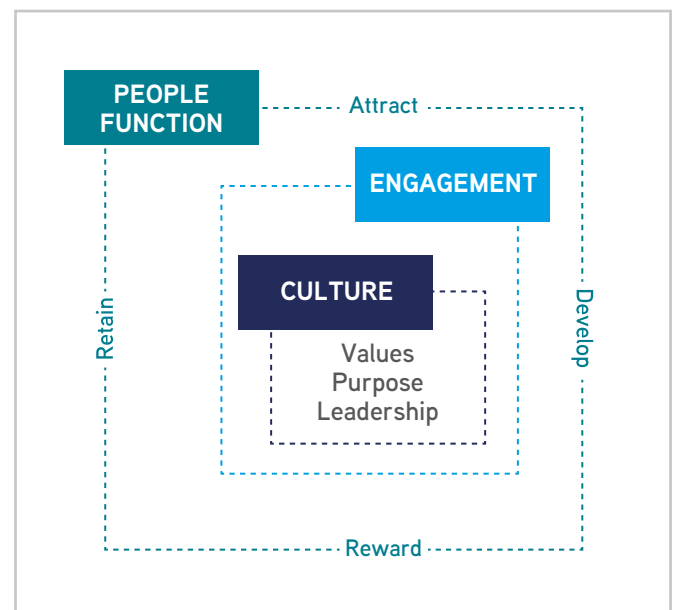 PEOPLE
FUNCTION
Attract
ENGAGEMENT
CULTURE
Retain
Develop
Values
Purpose
Leadership
Reward